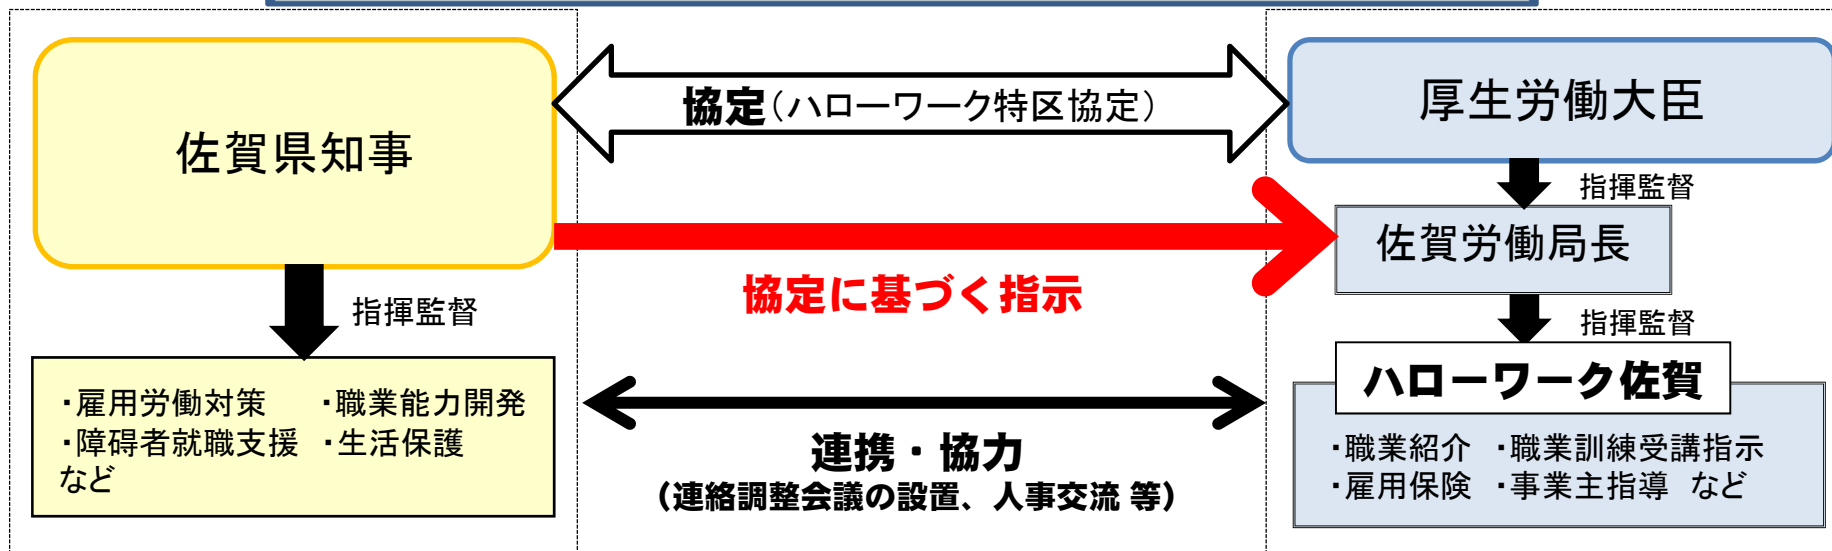 佐賀県知事
指揮監督
・雇用労働対策　・職業能力開発
・障碍者就職支援　・生活保護
など
協定（ハローワーク特区協定）
協定に基づく指示
連携・協力
（連絡調整会議の設置、人事交流 等）
厚生労働大臣
指揮監督
佐賀労働局長
指揮監督
ハローワーク佐賀
・職業紹介　・職業訓練受講指示
・雇用保険　・事業主指導　など